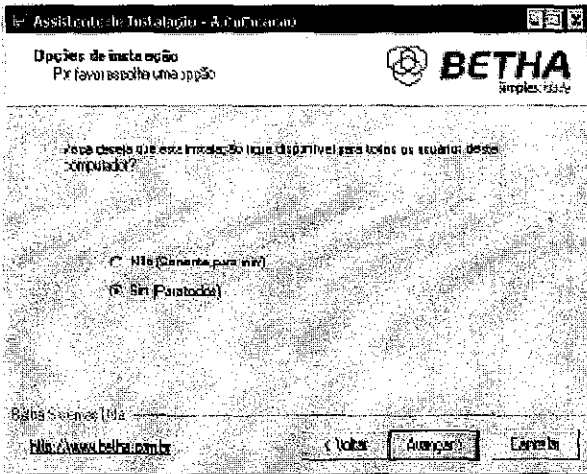 Assistente de Instalação -
Opções de instalação
Por favor escolha uma opção
BETHA
Simplesidade
Você deseja que esta instalação fique disponível para todos os usuários deste
computador?
Não (Somente para mim)
Sim (Para todos)
Betha Sistemas Ltda
http://www.betha.com.br
< Voltar
Avançar >
Cancelar